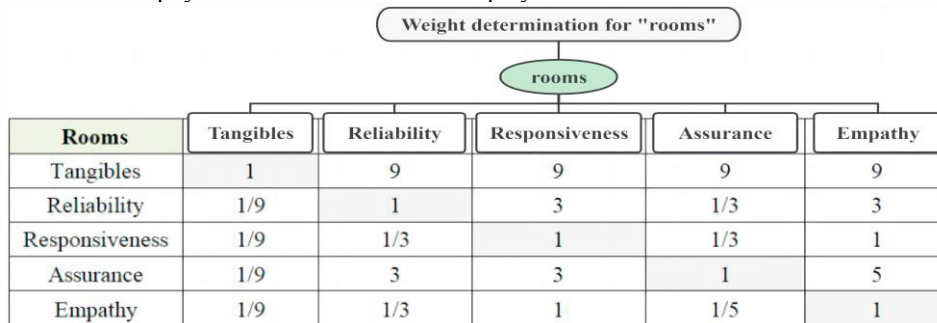 Weight determination for "rooms"
rooms
Rooms Tangibles Reliability Responsiveness Assurance Empathy
Tangibles 1 9 9 9 9
Reliability 1/9 1 3 1/3 3
Responsiveness 1/9 1/3 1 1/3 1
Assurance 1/9 3 3 1 5
Empathy 1/9 1/3 1 1/5 1